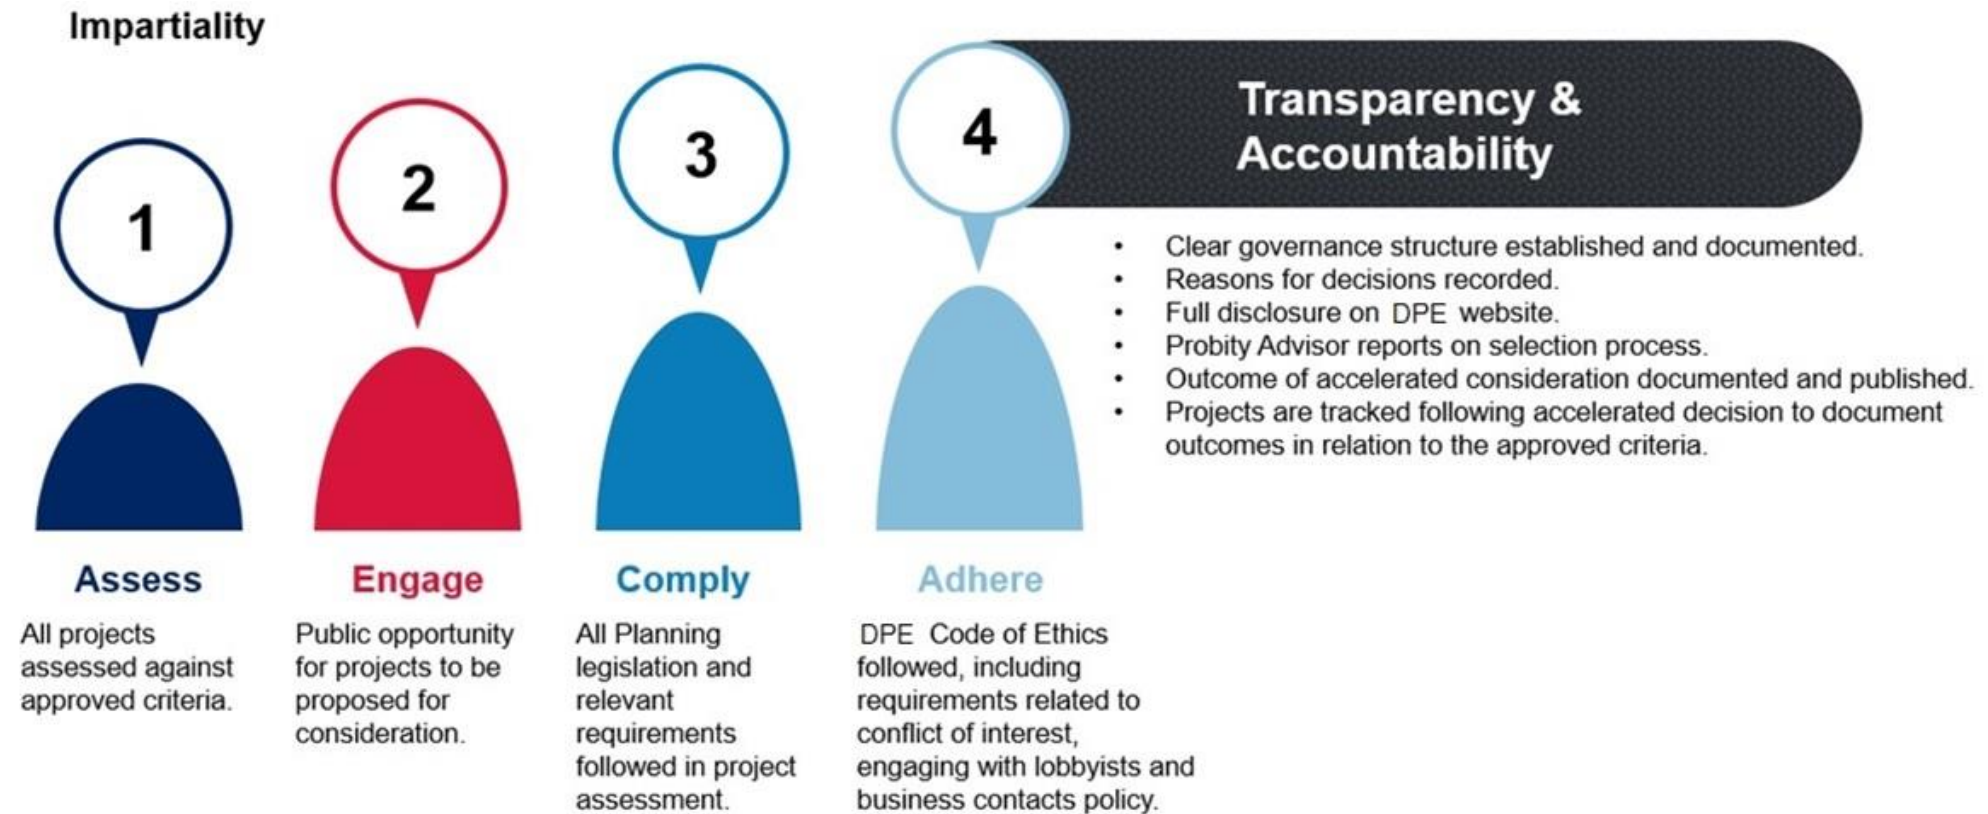 Impartiality
1
2
3
4
Transparency &
Accountability
• Clear governance structure established and documented.
• Reasons for decisions recorded.
• Full disclosure on DPE website.
• Probity Advisor reports on selection process.
• Outcome of accelerated consideration documented and published.
• Projects are tracked following accelerated decision to document
outcomes in relation to the approved criteria.
Assess
All projects
assessed against
approved criteria.
Engage
Public opportunity
for projects to be
proposed for
consideration.
Comply
All Planning
legislation and
relevant
requirements
followed in project
assessment.
Adhere
DPE Code of Ethics
followed, including
requirements related to
conflict of interest,
engaging with lobbyists and
business contacts policy.